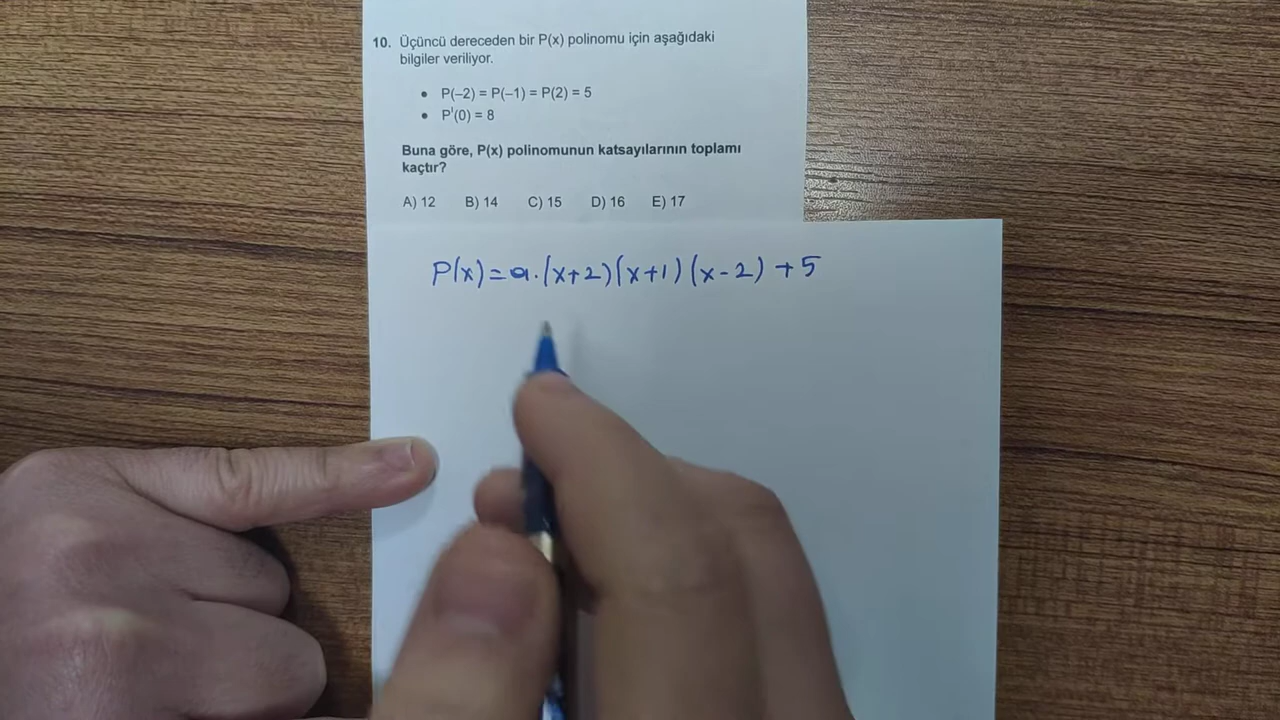 10. Üçüncü dereceden bir P(x) polinomu için aşağıdaki
bilgiler veriliyor.
• P(–2) = P(–1) = P(2) = 5
• P'(0) = 8
Buna göre, P(x) polinomunun katsayılarının toplamı
kaçtır?
A) 12 B) 14 C) 15 D) 16 E) 17
P(x)=a.(x+2)(x+1)(x-2)+5